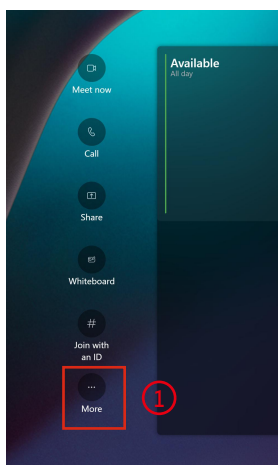 Available
All day
Meet now
Call
Share
Whiteboard
#
Join with
an ID
...
More
①